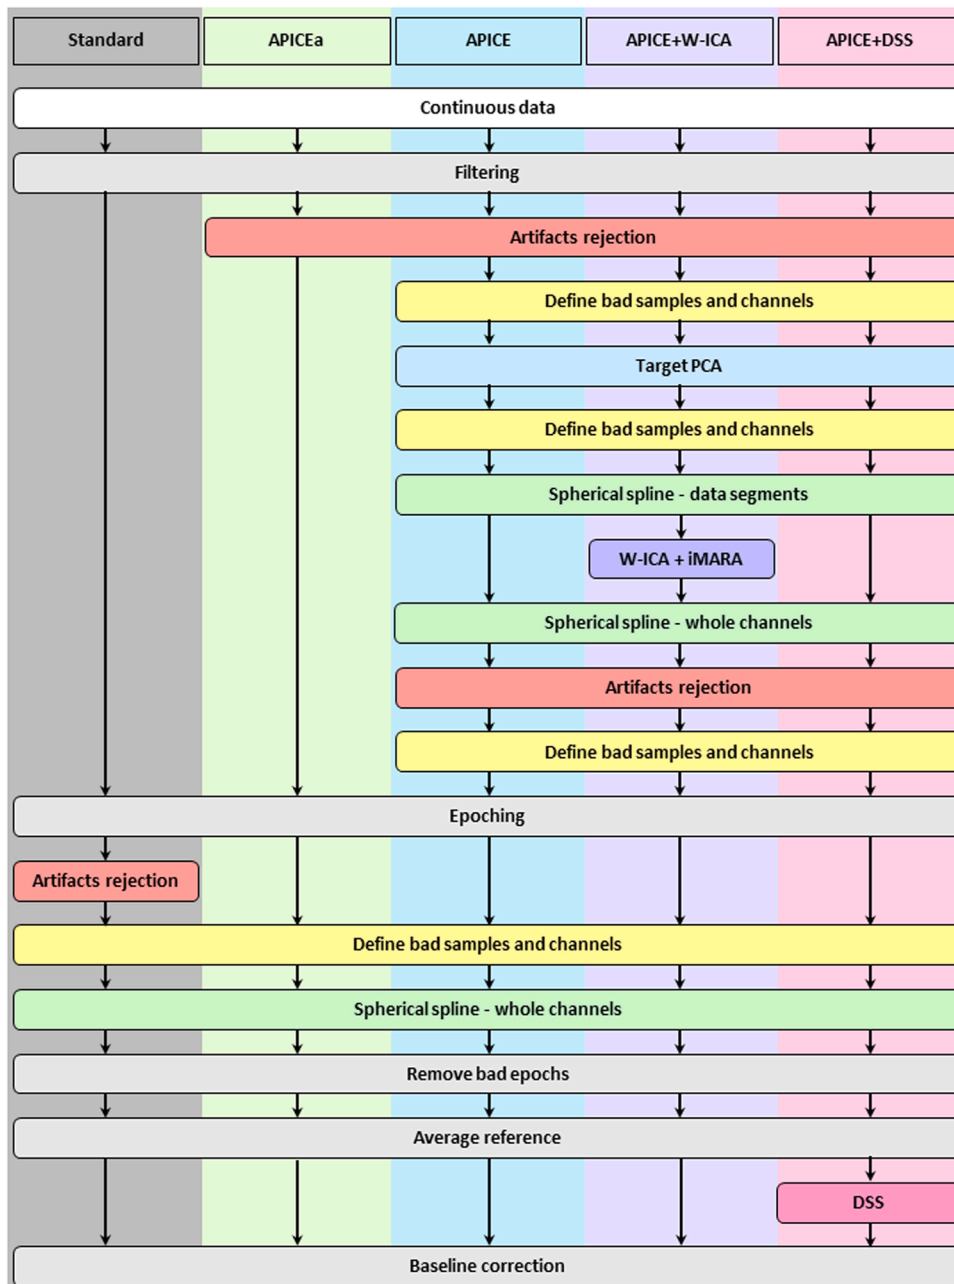 Standard
APICEa
APICE
APICE+W-ICA
APICE+DSS
Continuous data
Filtering
Artifacts rejection
Define bad samples and channels
Target PCA
Define bad samples and channels
Spherical spline - data segments
W-ICA + iMARA
Spherical spline - whole channels
Artifacts rejection
Define bad samples and channels
Epoching
Artifacts rejection
Define bad samples and channels
Spherical spline - whole channels
Remove bad epochs
Average reference
DSS
Baseline correction